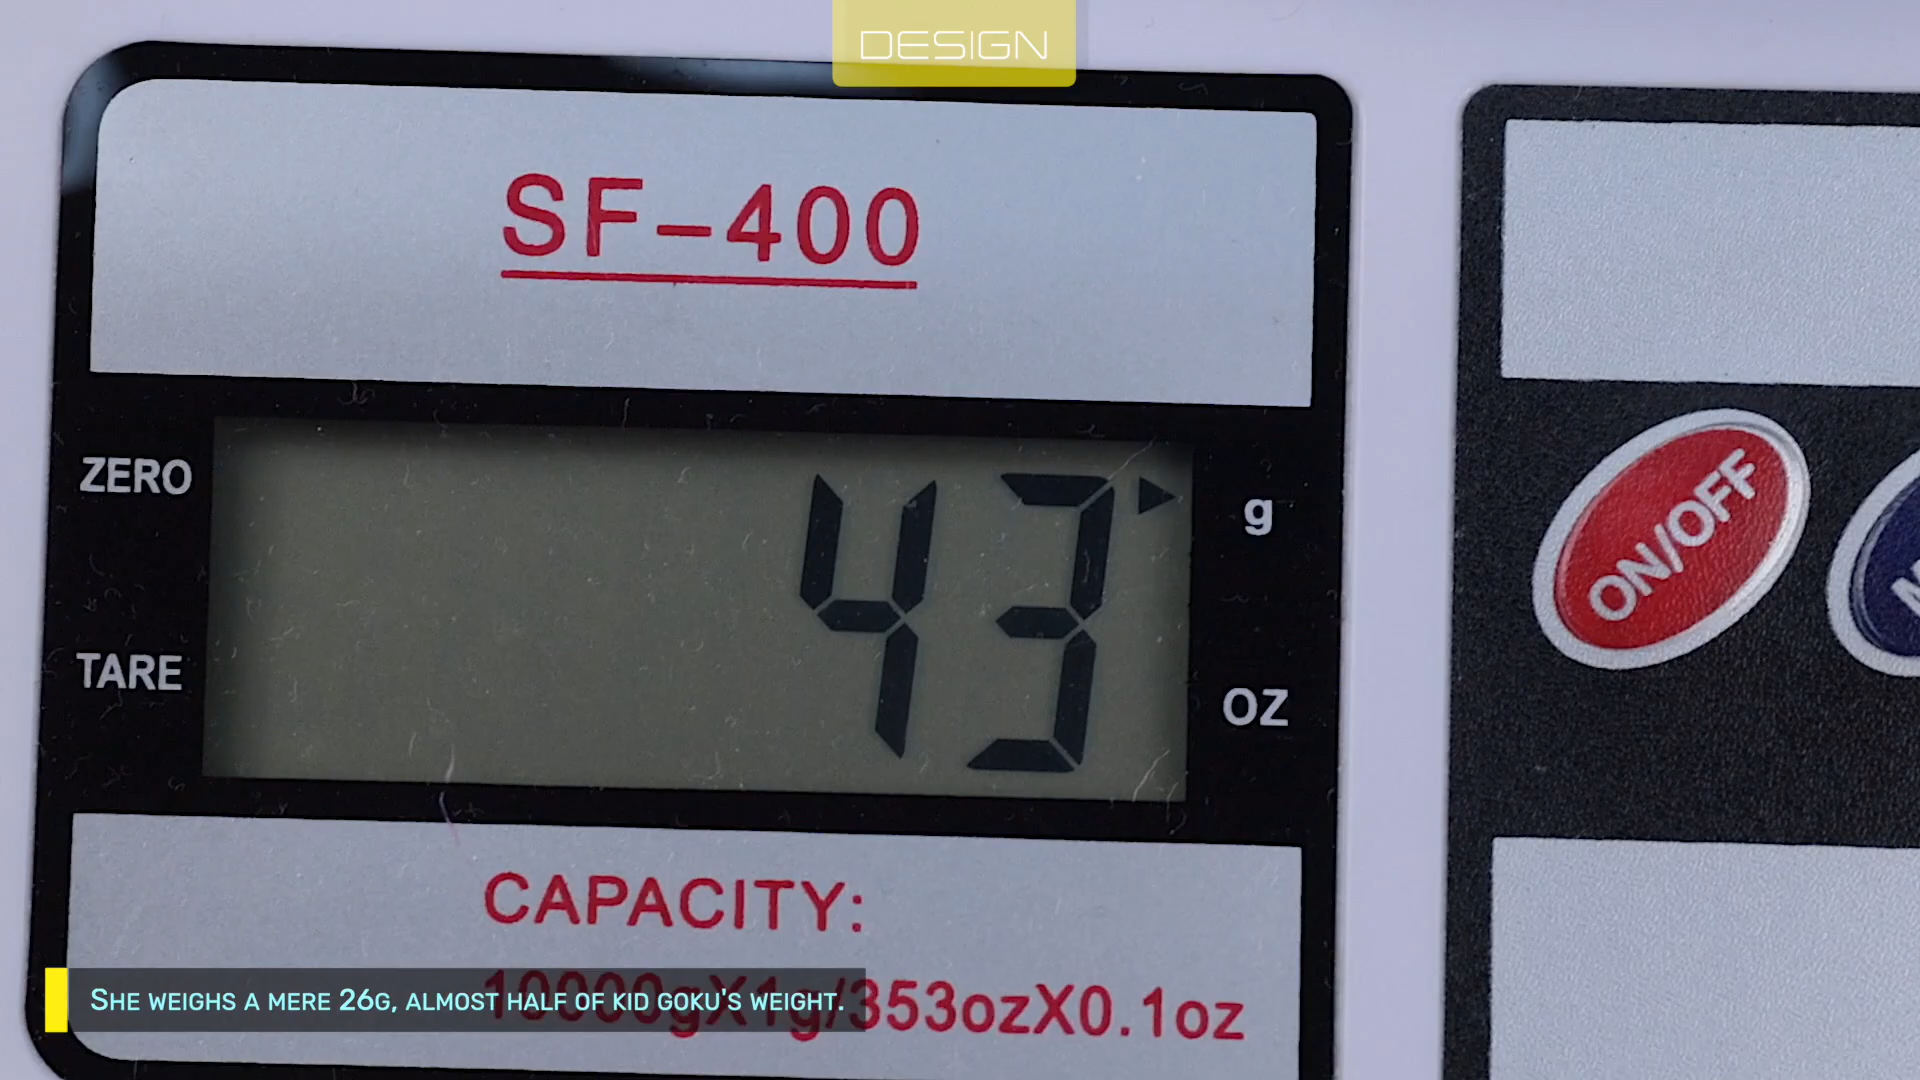 DESIGN
SF-400
ZERO
g
ON/OFF
43
TARE
OZ
CAPACITY:
10000gX1g/353ozX0.1oz
She weighs a mere 26g, almost half of kid goku's weight.